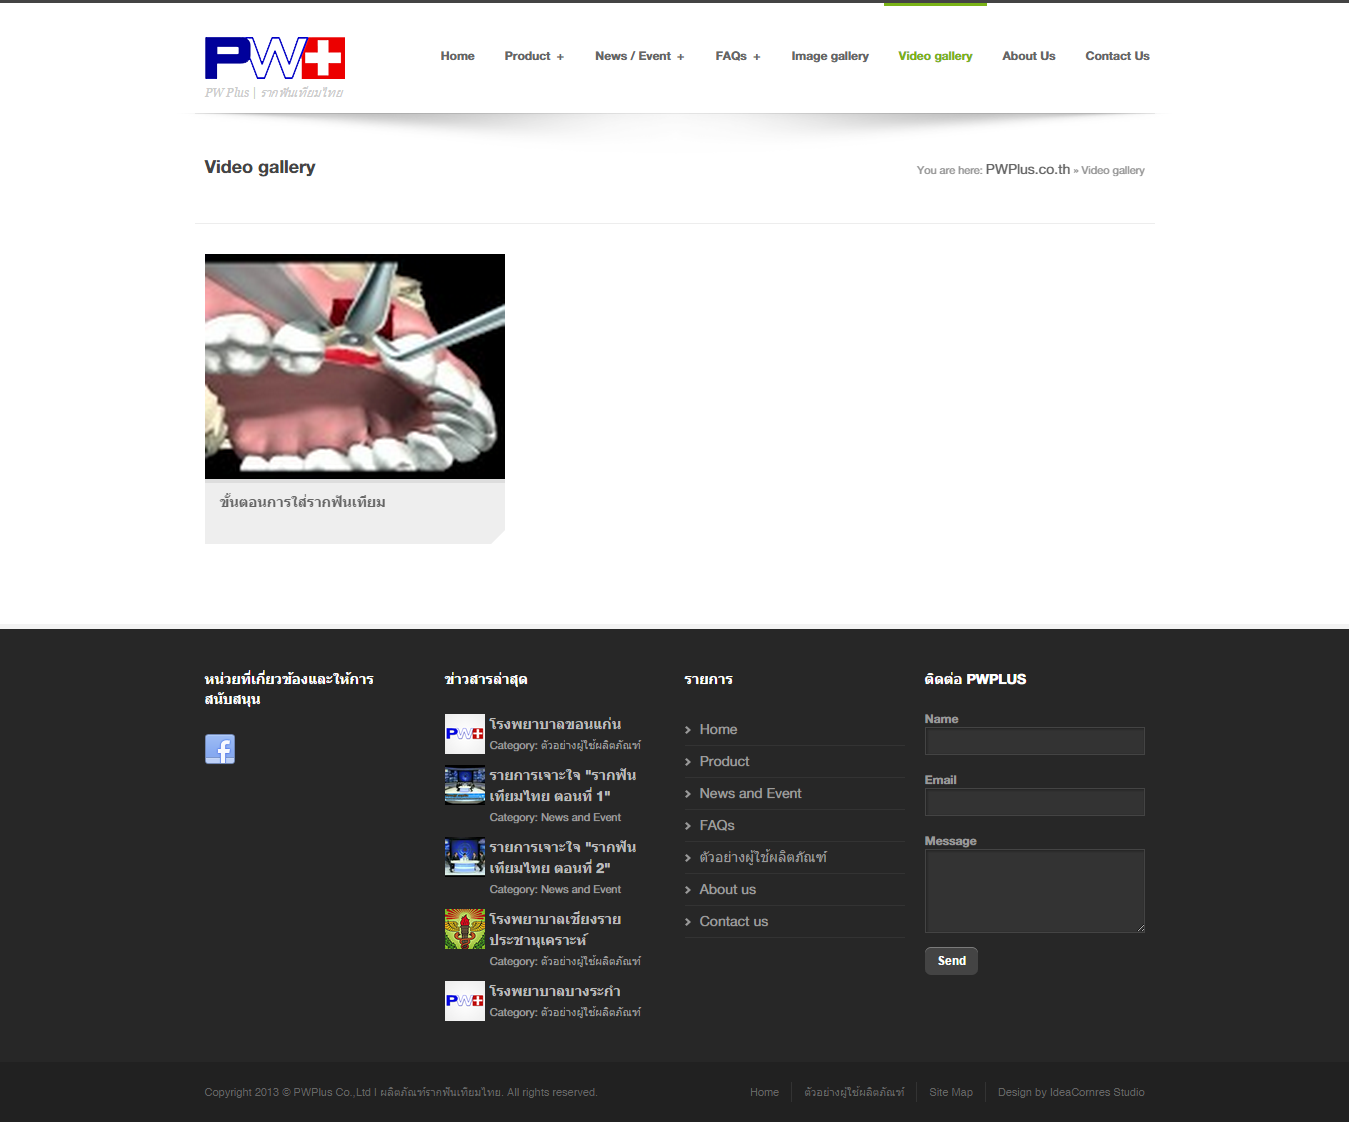 PW+
PW Plus | รากฟันเทียมไทย
Home
Product +
News / Event +
FAQs +
Image gallery
Video gallery
About Us
Contact Us
Video gallery
You are here: PWPlus.co.th » Video gallery
ขั้นตอนการใส่รากฟันเทียม
หน่วยที่เกี่ยวข้องและให้การ
สนับสนุน
ข่าวสารล่าสุด
โรงพยาบาลขอนแก่น
Category: ตัวอย่างผู้ใช้ผลิตภัณฑ์
รายการเจาะใจ "รากฟัน
เทียมไทย ตอนที่ 1"
Category: News and Event
รายการเจาะใจ "รากฟัน
เทียมไทย ตอนที่ 2"
Category: News and Event
โรงพยาบาลเชียงราย
ประชานุเคราะห์
Category: ตัวอย่างผู้ใช้ผลิตภัณฑ์
โรงพยาบาลบางระกำ
Category: ตัวอย่างผู้ใช้ผลิตภัณฑ์
รายการ
Home
Product
News and Event
FAQs
ตัวอย่างผู้ใช้ผลิตภัณฑ์
About us
Contact us
ติดต่อ PWPLUS
Name
Email
Message
Send
Copyright 2013 © PWPlus Co.,Ltd | ผลิตภัณฑ์รากฟันเทียมไทย. All rights reserved.
Home
ตัวอย่างผู้ใช้ผลิตภัณฑ์
Site Map
Design by IdeaCornres Studio